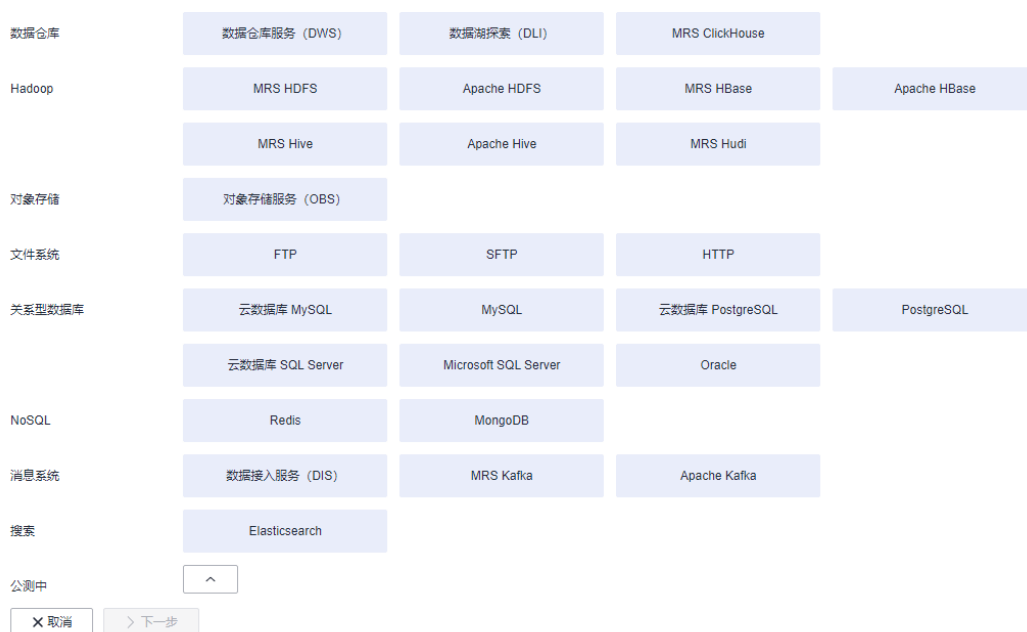 数据仓库 数据仓库服务（DWS） 数据湖探索（DLI） MRS ClickHouse
Hadoop MRS HDFS Apache HDFS MRS HBase Apache HBase
MRS Hive Apache Hive MRS Hudi
对象存储 对象存储服务（OBS）
文件系统 FTP SFTP HTTP
关系型数据库 云数据库 MySQL MySQL 云数据库 PostgreSQL PostgreSQL
云数据库 SQL Server Microsoft SQL Server Oracle
NoSQL Redis MongoDB
消息系统 数据接入服务（DIS） MRS Kafka Apache Kafka
搜索 Elasticsearch
公测中
取消 下一步